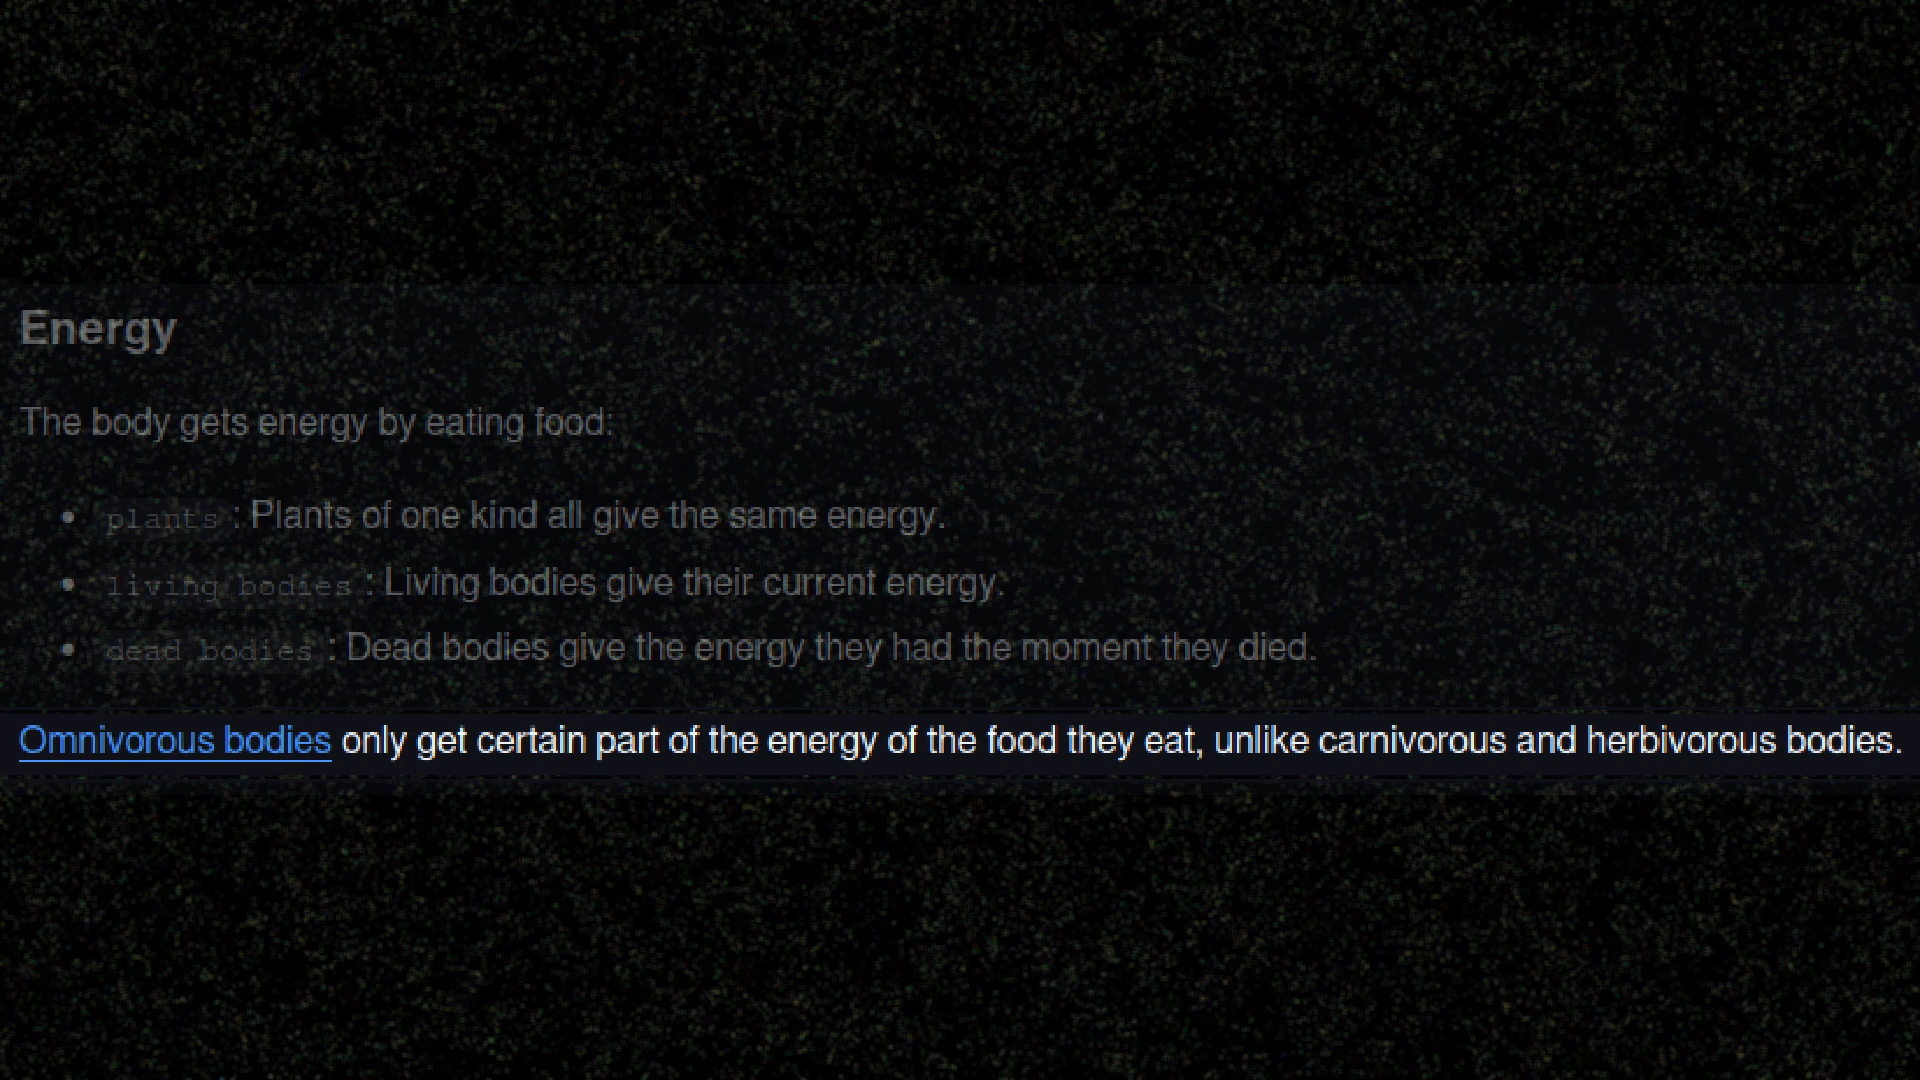 Energy
The body gets energy by eating food:
• plants : Plants of one kind all give the same energy.
• living bodies : Living bodies give their current energy.
• dead bodies : Dead bodies give the energy they had the moment they died.
Omnivorous bodies only get certain part of the energy of the food they eat, unlike carnivorous and herbivorous bodies.